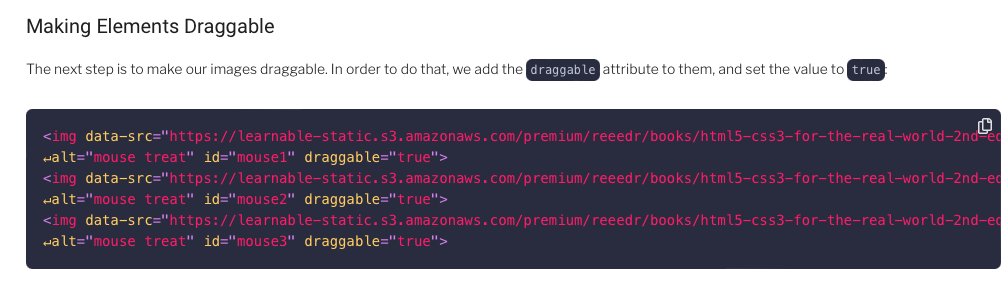 Making Elements Draggable
The next step is to make our images draggable. In order to do that, we add the draggable attribute to them, and set the value to true:
<img data-src="https://learnable-static.s3.amazonaws.com/premium/reeedr/books/html5-css3-for-the-real-world-2nd-ed
↵alt="mouse treat" id="mouse1" draggable="true">
<img data-src="https://learnable-static.s3.amazonaws.com/premium/reeedr/books/html5-css3-for-the-real-world-2nd-ed
↵alt="mouse treat" id="mouse2" draggable="true">
<img data-src="https://learnable-static.s3.amazonaws.com/premium/reeedr/books/html5-css3-for-the-real-world-2nd-ed
↵alt="mouse treat" id="mouse3" draggable="true">